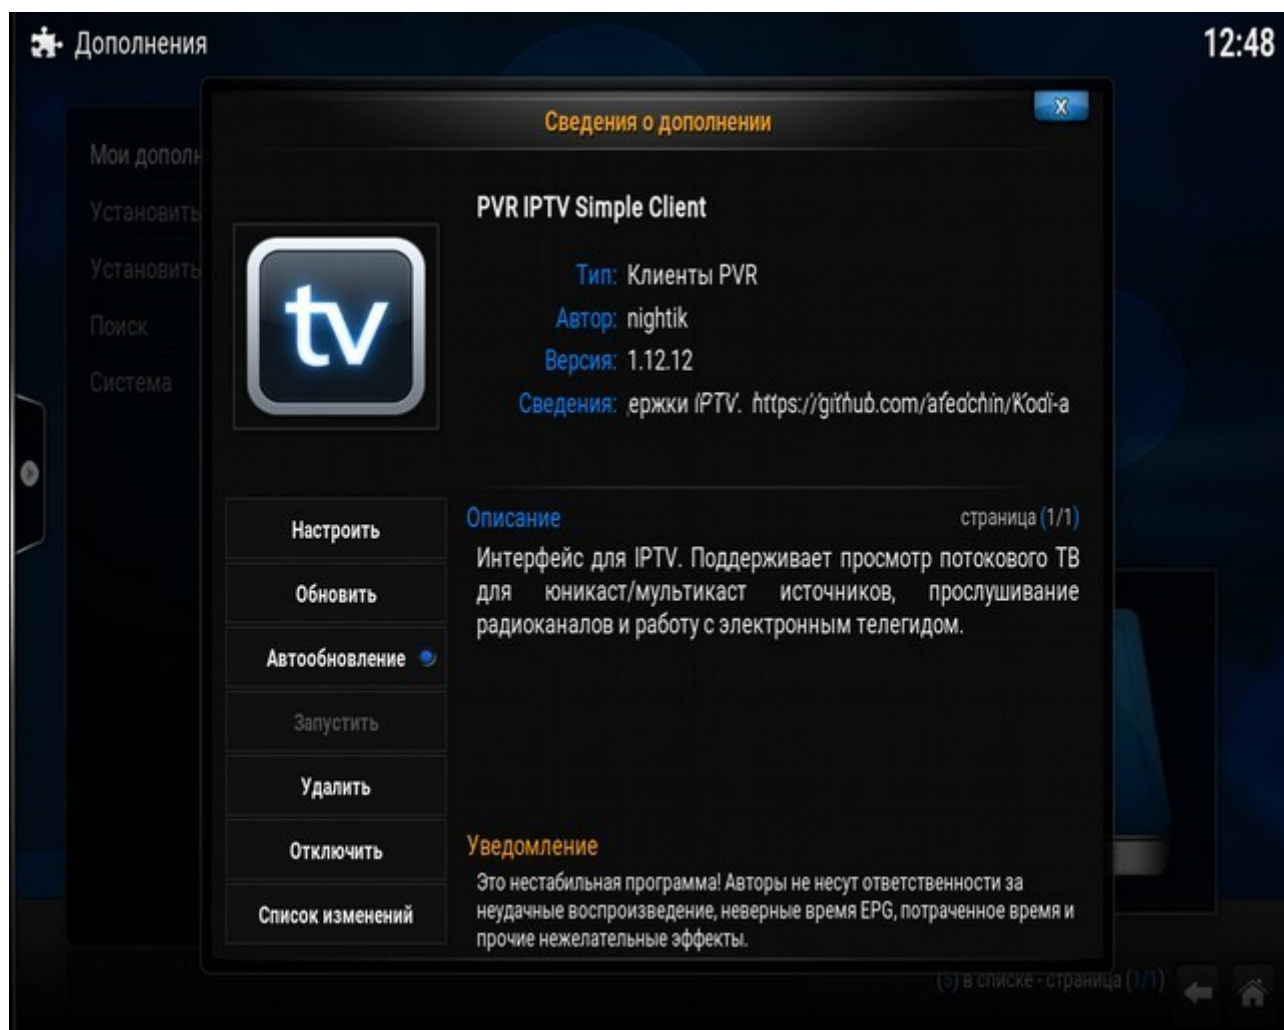 Дополнения
12:48
Сведения о дополнении
X
Мои дополн
Установить
Установить
Поиск
Система
tv
PVR IPTV Simple Client
Тип: Клиенты PVR
Автор: nightik
Версия: 1.12.12
Сведения: ержки IPTV. https://github.com/afedchin/Kodi-a
Настроить
Обновить
Автообновление
Запустить
Удалить
Отключить
Список изменений
Описание
страница (1/1)
Интерфейс для IPTV. Поддерживает просмотр потокового ТВ
для юникаст/мультикаст источников, прослушивание
радиоканалов и работу с электронным телегидом.
Уведомление
Это нестабильная программа! Авторы не несут ответственности за
неудачные воспроизведение, неверные время EPG, потраченное время и
прочие нежелательные эффекты.
(5) в списке - страница (1/1)